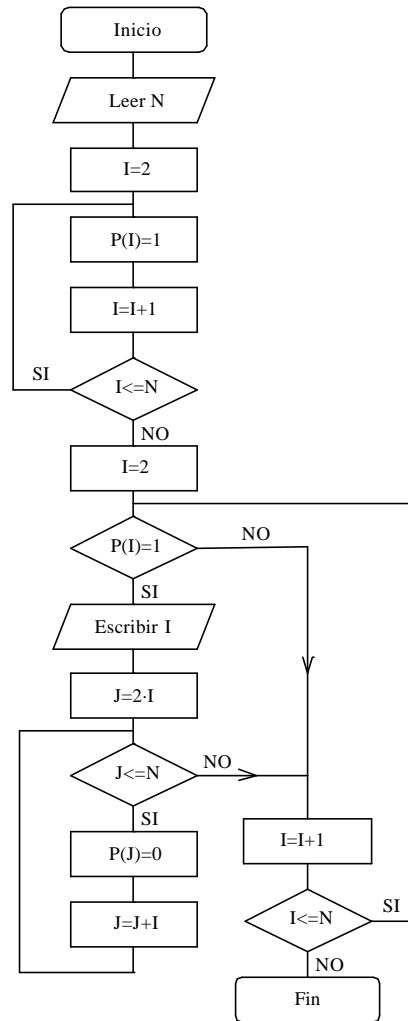 Inicio
Leer N
I=2
P(I)=1
I=I+1
SI
I<=N
NO
I=2
P(I)=1
NO
SI
Escribir I
J=2·I
J<=N
NO
SI
P(J)=0
J=J+I
I=I+1
I<=N
SI
NO
Fin